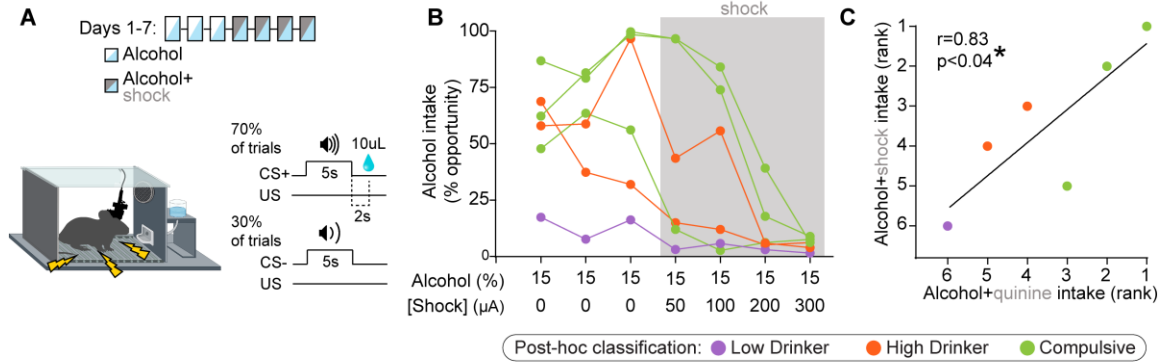 A
Days 1-7:
Alcohol
Alcohol+
shock
70%
of trials
10uL
CS+
5s
US
2s
30%
of trials
CS-
5s
US
B
shock
Alcohol intake
(% opportunity)
100
75
50
25
0
Alcohol (%) 15 15 15 15 15 15 15
[Shock] (µA) 0 0 0 50 100 200 300
C
r=0.83
p<0.04*
Alcohol+shock intake (rank)
1
2
3
4
5
6
6 5 4 3 2 1
Alcohol+quinine intake (rank)
Post-hoc classification: Low Drinker High Drinker Compulsive